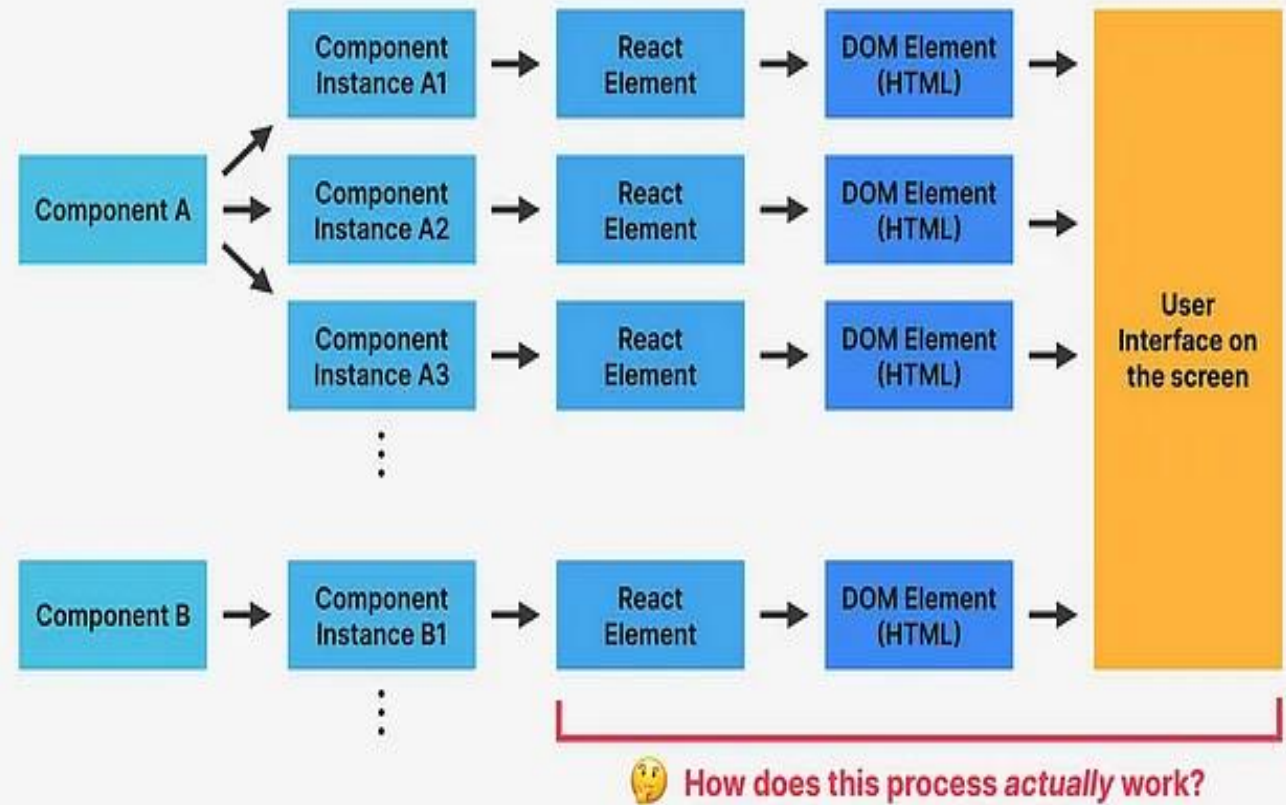 Component
Instance A1
React
Element
DOM Element
(HTML)
Component A
Component
Instance A2
React
Element
DOM Element
(HTML)
Component
Instance A3
React
Element
DOM Element
(HTML)
User
Interface on
the screen
Component B
Component
Instance B1
React
Element
DOM Element
(HTML)
🤔 How does this process actually work?